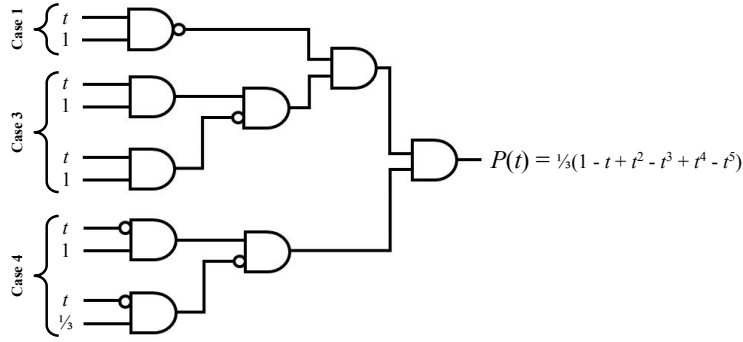 Case 1
t
1
Case 3
t
1
t
1
P(t) = ⅓(1 - t + t² - t³ + t⁴ - t⁵)
Case 4
t
1
t
⅓